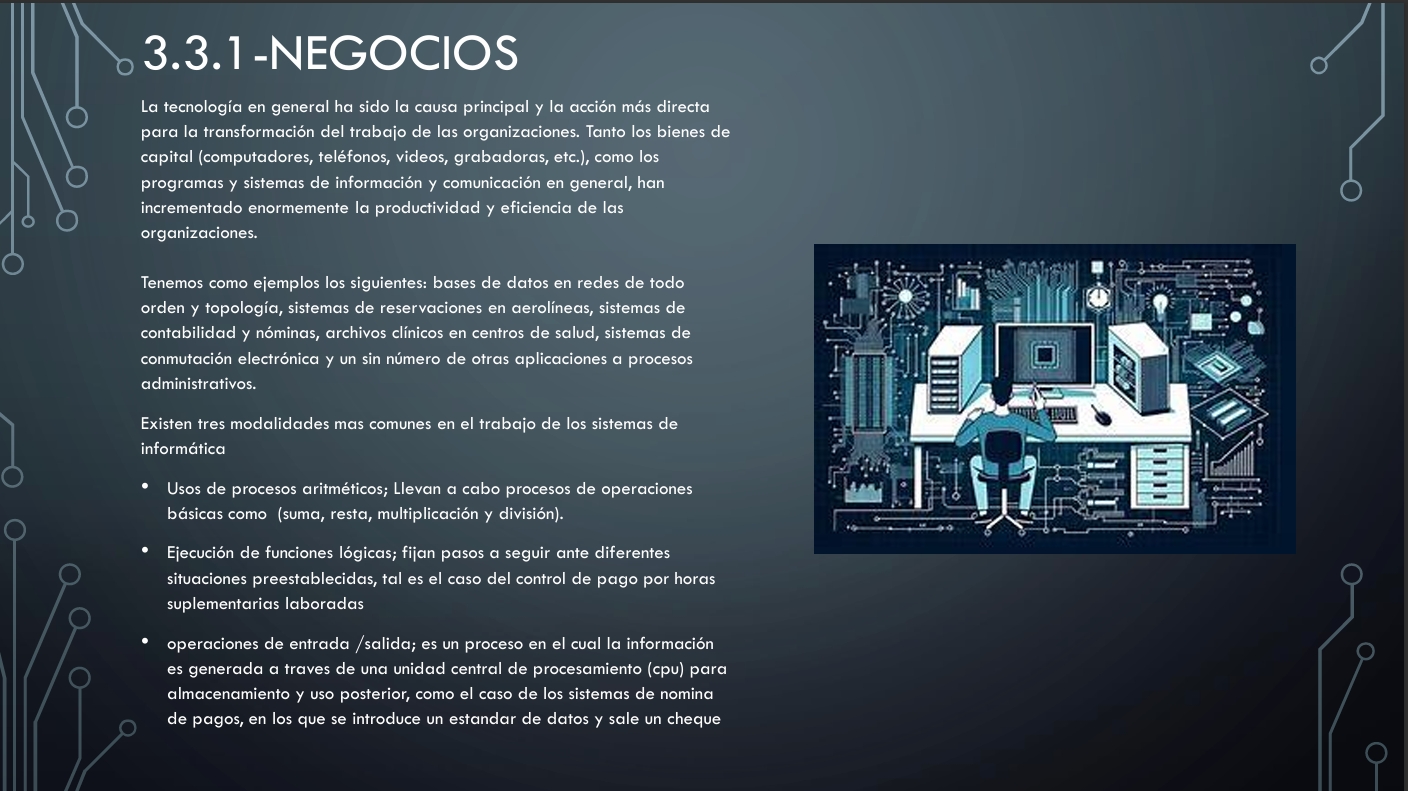 3.3.1-NEGOCIOS
La tecnología en general ha sido la causa principal y la acción más directa
para la transformación del trabajo de las organizaciones. Tanto los bienes de
capital (computadores, teléfonos, videos, grabadoras, etc.), como los
programas y sistemas de información y comunicación en general, han
incrementado enormemente la productividad y eficiencia de las
organizaciones.
Tenemos como ejemplos los siguientes: bases de datos en redes de todo
orden y topología, sistemas de reservaciones en aerolíneas, sistemas de
contabilidad y nóminas, archivos clínicos en centros de salud, sistemas de
conmutación electrónica y un sin número de otras aplicaciones a procesos
administrativos.
Existen tres modalidades mas comunes en el trabajo de los sistemas de
informática
• Usos de procesos aritméticos; Llevan a cabo procesos de operaciones
básicas como (suma, resta, multiplicación y división).
• Ejecución de funciones lógicas; fijan pasos a seguir ante diferentes
situaciones preestablecidas, tal es el caso del control de pago por horas
suplementarias laboradas
• operaciones de entrada /salida; es un proceso en el cual la información
es generada a traves de una unidad central de procesamiento (cpu) para
almacenamiento y uso posterior, como el caso de los sistemas de nomina
de pagos, en los que se introduce un estandar de datos y sale un cheque